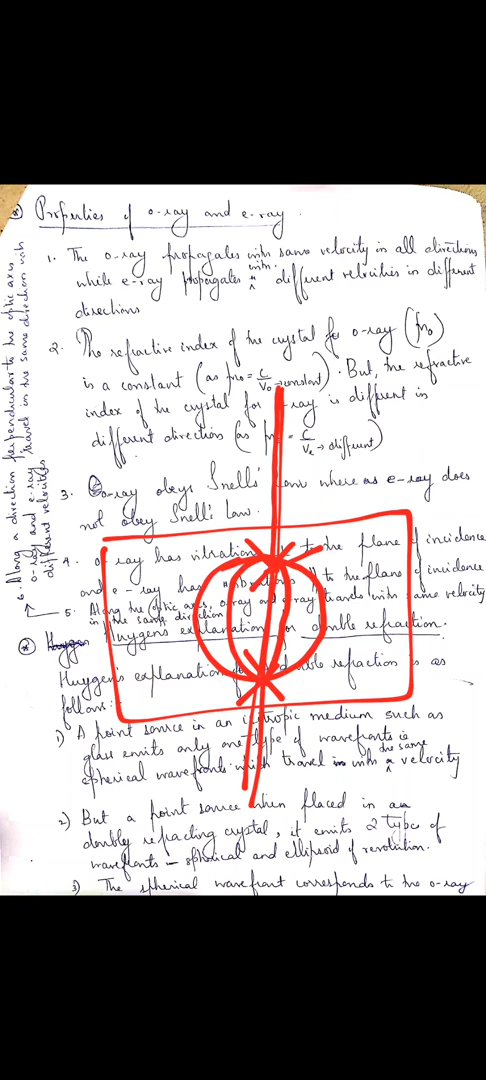 Properties of o-ray and e-ray.
1. The o-ray propagates with same velocity in all directions
while e-ray propagates with different velocities in different
directions
2. The refractive index of the crystal for o-ray (μo)
is a constant (as μo = C/Vo → constant). But, the refractive
index of the crystal for -ray is different in
different direction (as = C/Ve → different)
3. o-ray obeys Snell's Law where as e-ray does
not obey Snell's Law.
4. o-ray has vibration to the plane of incidence
and e-ray has || to the plane of incidence
5. Along the optic axis, o-ray and e-ray travels with same velocity
in the same direction
6. Along a direction perpendicular to the optic axis
o-ray and e-ray travel in the same direction with
different velocities
Huygens explanation for double refraction.
Huygen's explanation double refraction is as
follows:-
1) A point source in an isotropic medium such as
glass emits only one type of wavefronts is
spherical wavefronts which travel with the same velocity
2) But a point source when placed in an
doubly refracting crystal, it emits 2 types of
wavefronts - spherical and ellipsoid of revolution.
3) The spherical wavefront corresponds to the o-ray